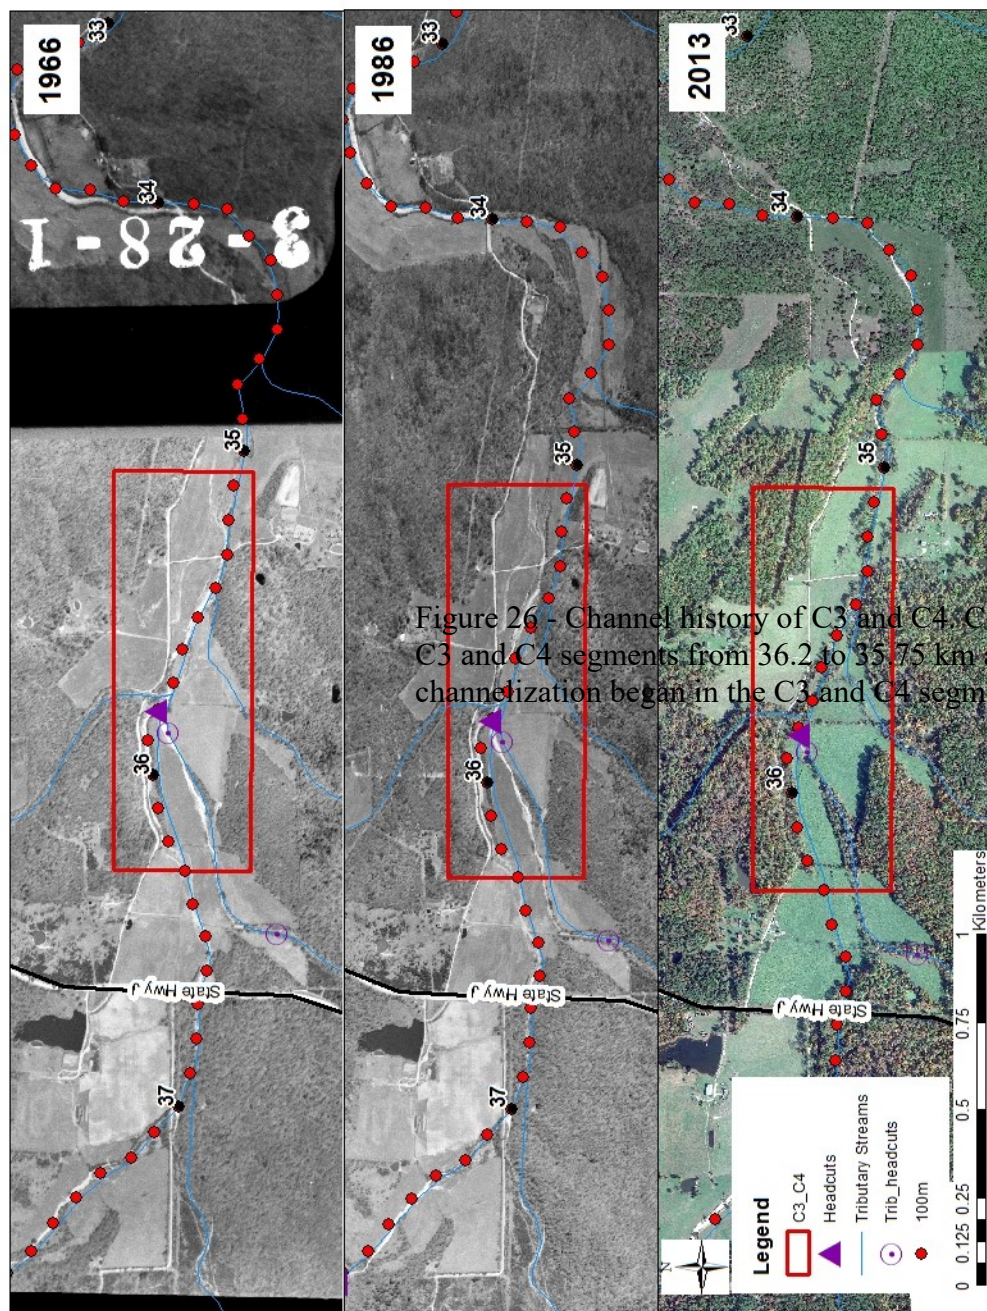 1966
33
34
3-28-1
35
36
State Hwy J
37
1986
33
34
35
36
State Hwy J
37
2013
33
34
35
36
State Hwy J
Figure 26 - Channel history of C3 and C4. C
C3 and C4 segments from 36.2 to 35.75 km a
channelization began in the C3 and C4 segm
N
Legend
C3_C4
Headcuts
Tributary Streams
Trib_headcuts
100m
0 0.125 0.25 0.5 0.75 1
Kilometers